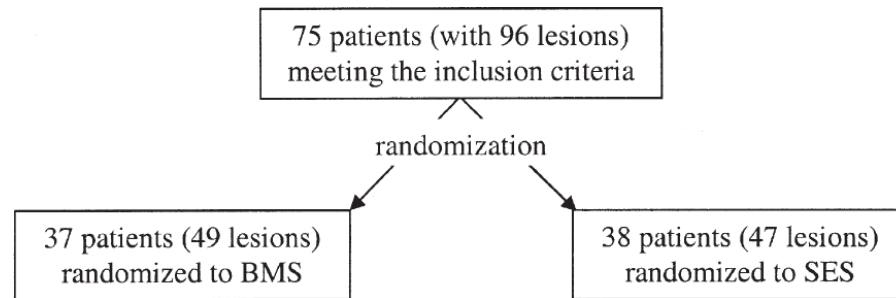 75 patients (with 96 lesions)
meeting the inclusion criteria
randomization
37 patients (49 lesions)
randomized to BMS
38 patients (47 lesions)
randomized to SES